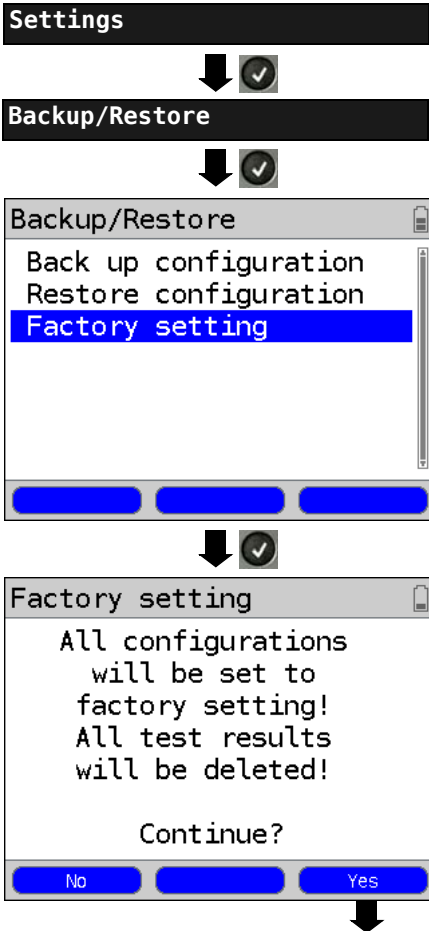 Settings
Backup/Restore
Backup/Restore
Back up configuration
Restore configuration
Factory setting
Factory setting
All configurations
will be set to
factory setting!
All test results
will be deleted!
Continue?
No Yes